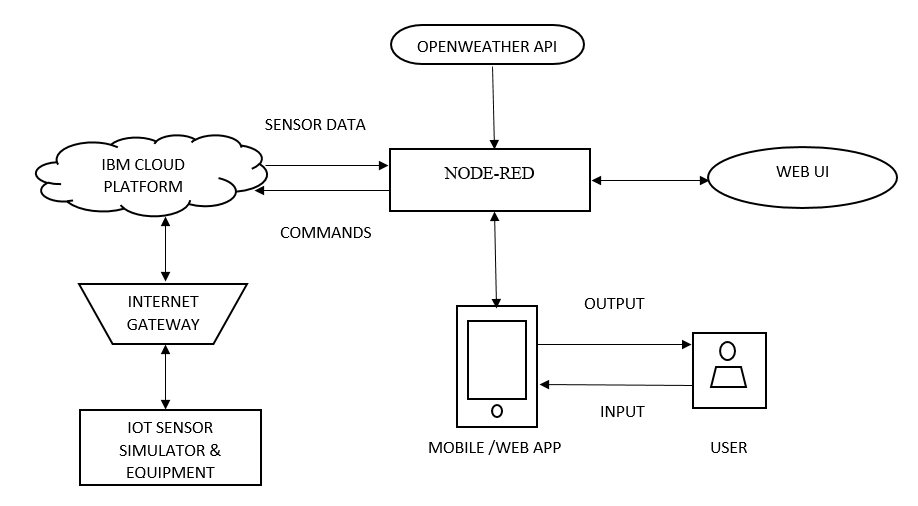 OPENWEATHER API
SENSOR DATA
IBM CLOUD
PLATFORM
NODE-RED
WEB UI
COMMANDS
INTERNET
GATEWAY
OUTPUT
INPUT
IOT SENSOR
SIMULATOR &
EQUIPMENT
MOBILE /WEB APP
USER